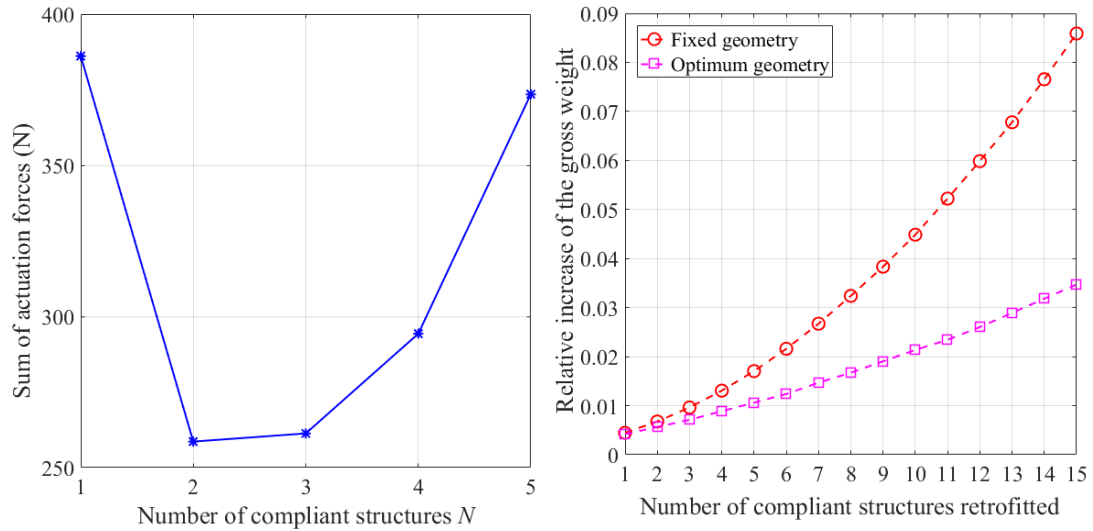 400
350
300
250
Sum of actuation forces (N)
1 2 3 4 5
Number of compliant structures N
0.09
0.08
0.07
0.06
0.05
0.04
0.03
0.02
0.01
0
Relative increase of the gross weight
Fixed geometry
Optimum geometry
1 2 3 4 5 6 7 8 9 10 11 12 13 14 15
Number of compliant structures retrofitted